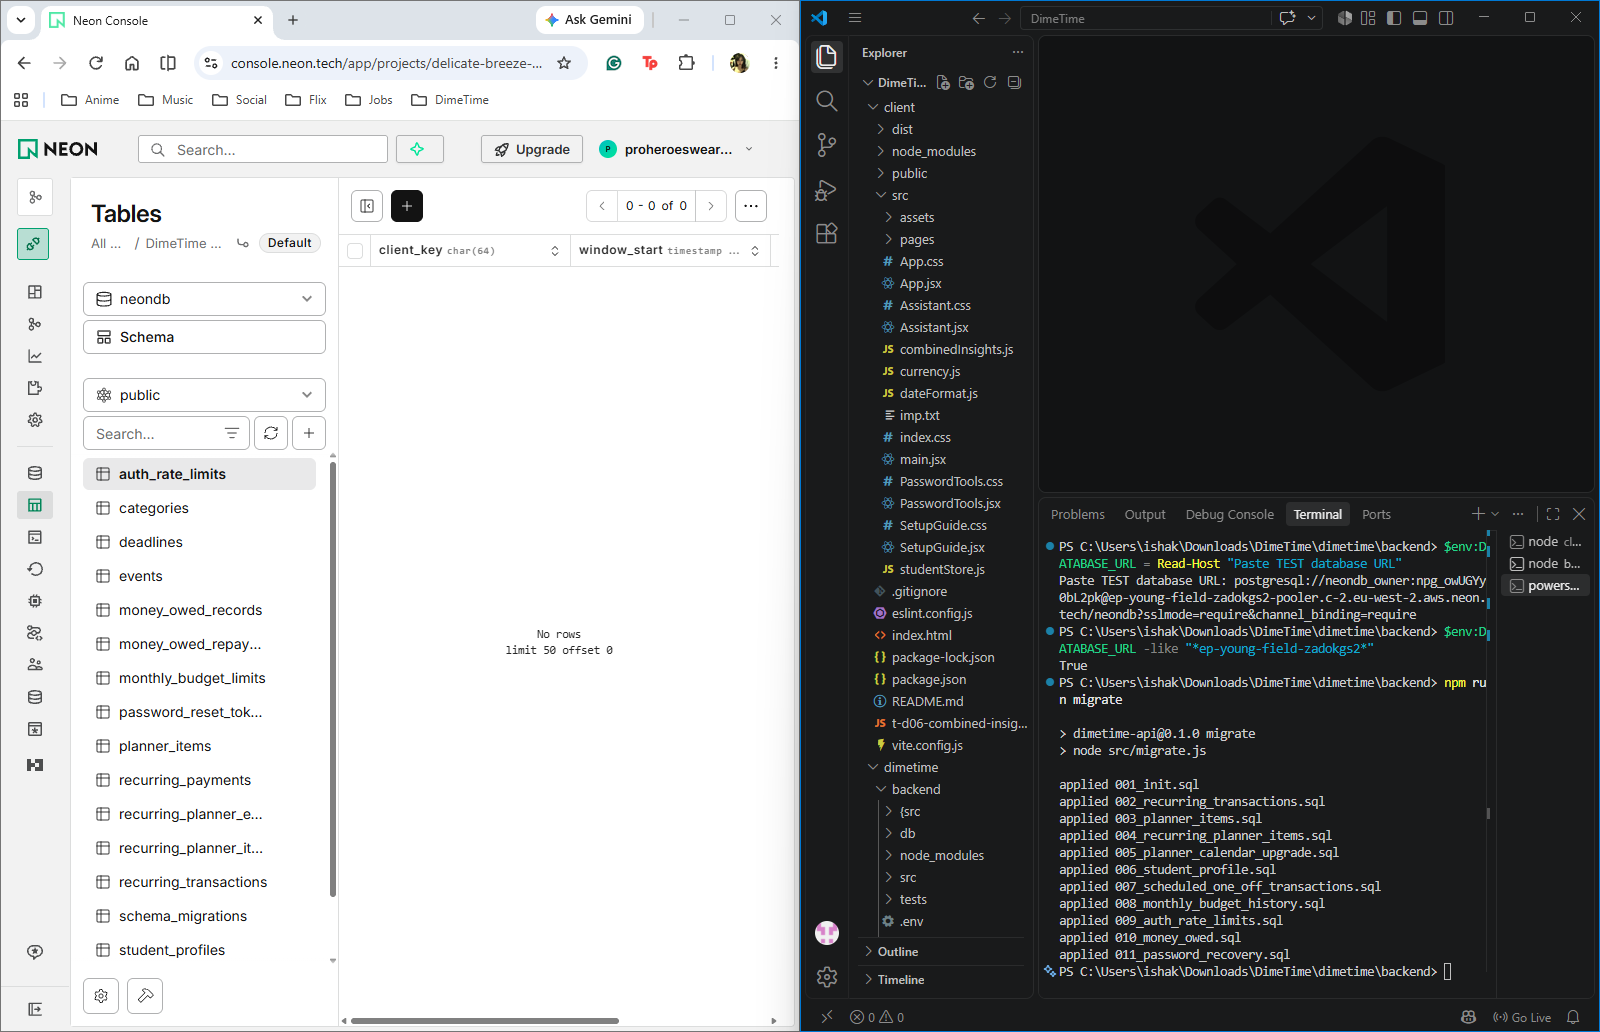 Neon Console
Ask Gemini
console.neon.tech/app/projects/delicate-breeze-...
Anime
Music
Social
Flix
Jobs
DimeTime
NEON
Search...
Upgrade
P
proheroeswear...
Tables
All ...
/
DimeTime ...
Default
neondb
Schema
public
Search...
auth_rate_limits
categories
deadlines
events
money_owed_records
money_owed_repay...
monthly_budget_limits
password_reset_tok...
planner_items
recurring_payments
recurring_planner_e...
recurring_planner_it...
recurring_transactions
schema_migrations
student_profiles
0 - 0 of 0
client_key char(64)
window_start timestamp ...
No rows
limit 50 offset 0
DimeTime
Explorer
DimeTi...
client
dist
node_modules
public
src
assets
pages
# App.css
App.jsx
# Assistant.css
Assistant.jsx
JS combinedInsights.js
JS currency.js
JS dateFormat.js
imp.txt
# index.css
main.jsx
# PasswordTools.css
PasswordTools.jsx
# SetupGuide.css
SetupGuide.jsx
JS studentStore.js
.gitignore
eslint.config.js
<> index.html
{} package-lock.json
{} package.json
README.md
JS t-d06-combined-insig...
vite.config.js
dimetime
backend
{src
db
node_modules
src
tests
.env
Outline
Timeline
Problems
Output
Debug Console
Terminal
Ports
PS C:\Users\ishak\Downloads\DimeTime\dimetime\backend> $env:D
ATABASE_URL = Read-Host "Paste TEST database URL"
Paste TEST database URL: postgresql://neondb_owner:npg_owUGYy
0bL2pk@ep-young-field-zadokgs2-pooler.c-2.eu-west-2.aws.neon.
tech/neondb?sslmode=require&channel_binding=require
PS C:\Users\ishak\Downloads\DimeTime\dimetime\backend> $env:D
ATABASE_URL -like "*ep-young-field-zadokgs2*"
True
PS C:\Users\ishak\Downloads\DimeTime\dimetime\backend> npm ru
n migrate
> dimetime-api@0.1.0 migrate
> node src/migrate.js
applied 001_init.sql
applied 002_recurring_transactions.sql
applied 003_planner_items.sql
applied 004_recurring_planner_items.sql
applied 005_planner_calendar_upgrade.sql
applied 006_student_profile.sql
applied 007_scheduled_one_off_transactions.sql
applied 008_monthly_budget_history.sql
applied 009_auth_rate_limits.sql
applied 010_money_owed.sql
applied 011_password_recovery.sql
PS C:\Users\ishak\Downloads\DimeTime\dimetime\backend>
node cl...
node b...
powers...
0
0
Go Live